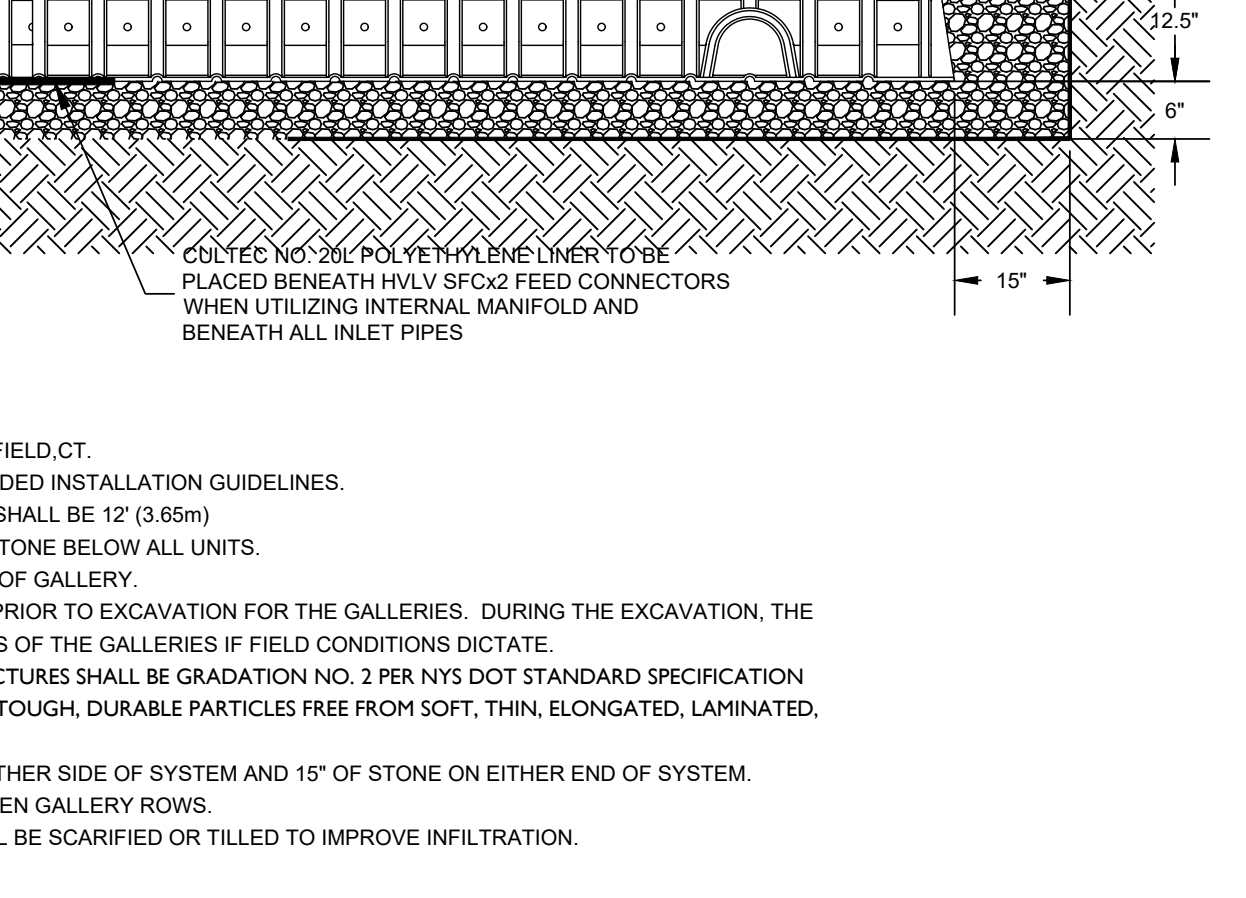 12.5"
6"
15"
CULTEC NO. 20L POLYETHYLENE LINER TO BE
PLACED BENEATH HVLV SFCx2 FEED CONNECTORS
WHEN UTILIZING INTERNAL MANIFOLD AND
BENEATH ALL INLET PIPES
FIELD,CT.
DED INSTALLATION GUIDELINES.
SHALL BE 12' (3.65m)
TONE BELOW ALL UNITS.
OF GALLERY.
PRIOR TO EXCAVATION FOR THE GALLERIES.  DURING THE EXCAVATION, THE
S OF THE GALLERIES IF FIELD CONDITIONS DICTATE.
CTURES SHALL BE GRADATION NO. 2 PER NYS DOT STANDARD SPECIFICATION
TOUGH, DURABLE PARTICLES FREE FROM SOFT, THIN, ELONGATED, LAMINATED,
THER SIDE OF SYSTEM AND 15" OF STONE ON EITHER END OF SYSTEM.
EN GALLERY ROWS.
L BE SCARIFIED OR TILLED TO IMPROVE INFILTRATION.